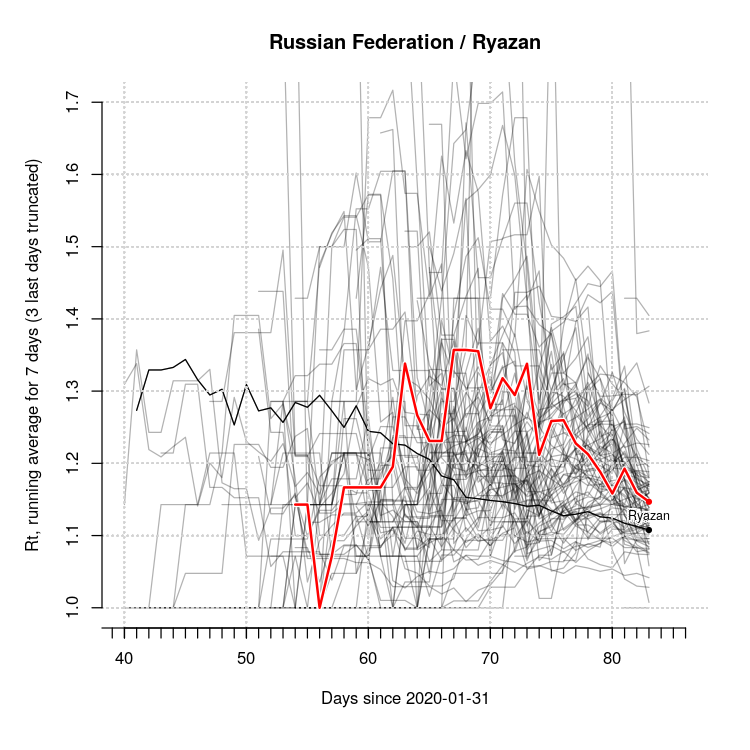 Russian Federation / Ryazan
Rt, running average for 7 days (3 last days truncated)
1.7
1.6
1.5
1.4
1.3
1.2
1.1
1.0
Ryazan
40 50 60 70 80
Days since 2020-01-31